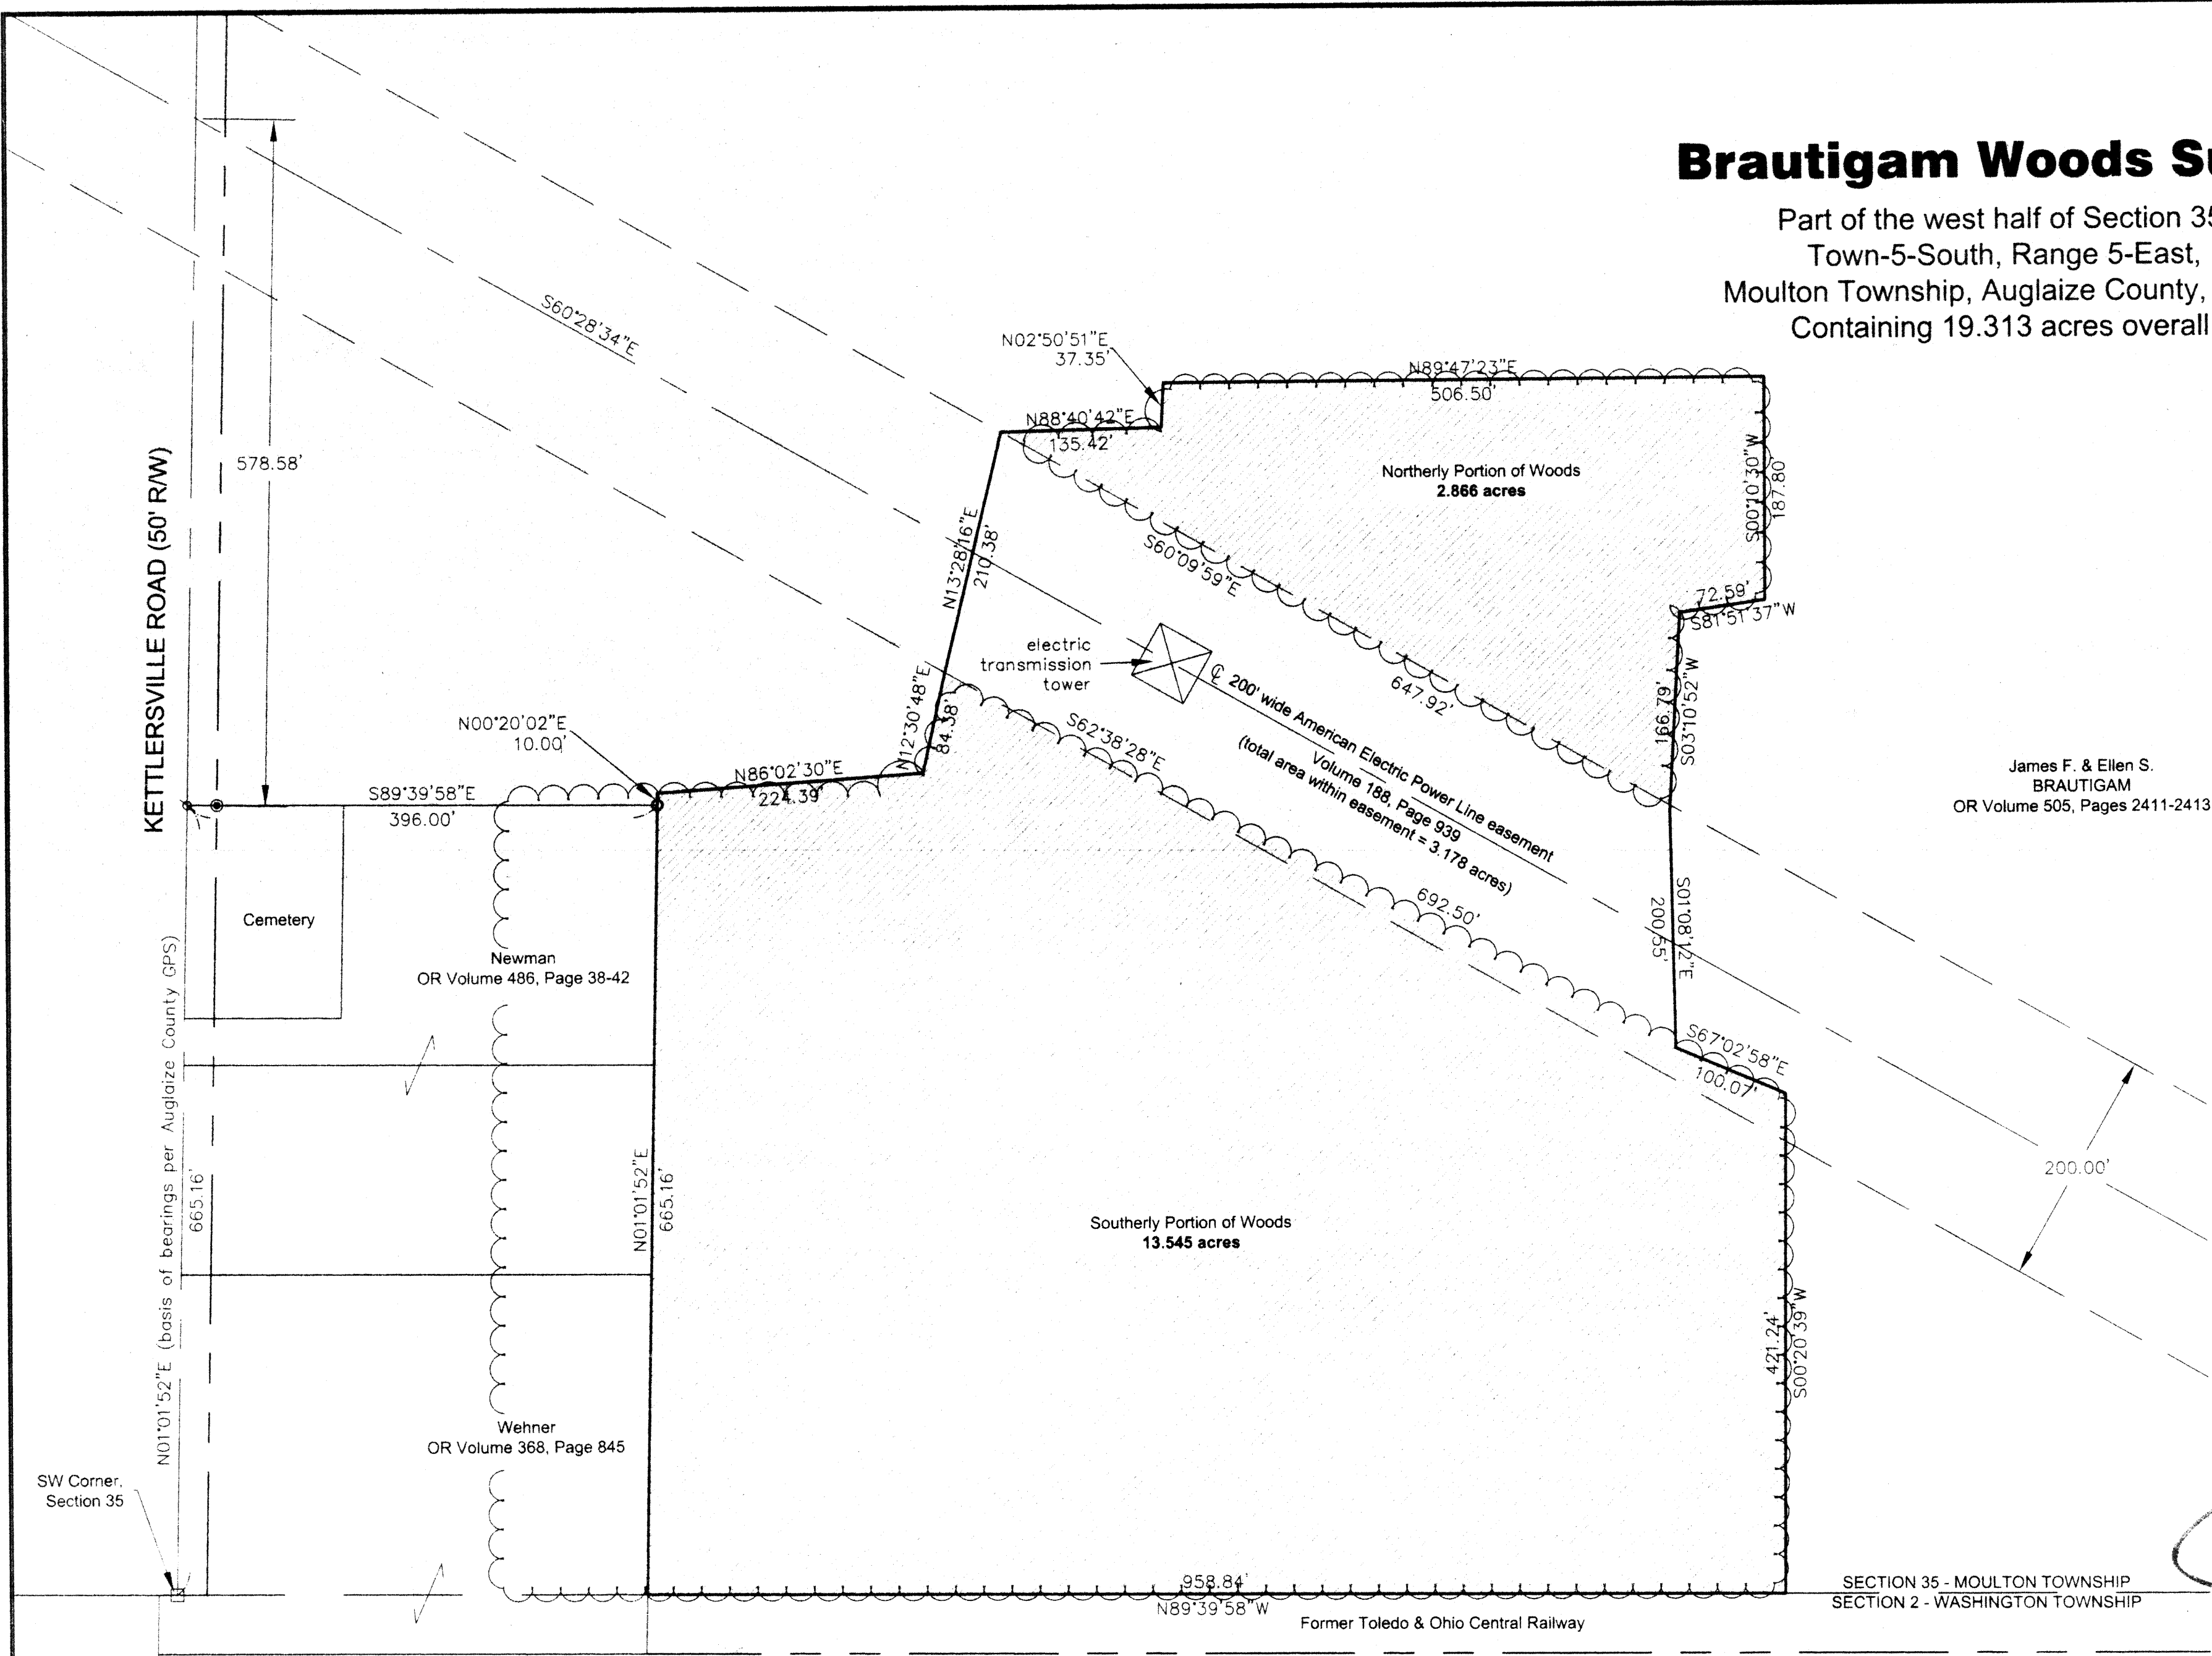 Brautigam Woods
Part of the west half of Section 35
Town-5-South, Range 5-East,
Moulton Township, Auglaize County,
Containing 19.313 acres overall
KETTLERSVILLE ROAD (50' R/W)
578.58'
S60°28'34"E
N02°50'51"E
37.35'
N89°47'23"E
506.50'
N88°40'42"E
135.42'
Northerly Portion of Woods
2.866 acres
S00°10'30"W
187.80'
N13°28'16"E
210.38'
S60°09'59"E
647.92'
72.59'
S81°51'37"W
166.79'
S03°10'52"W
electric
transmission
tower
℄ 200' wide American Electric Power Line easement
Volume 188, Page 939
(total area within easement = 3.178 acres)
N12°30'48"E
84.38'
S62°38'28"E
692.50'
N00°20'02"E
10.00'
N86°02'30"E
224.39'
S89°39'58"E
396.00'
James F. & Ellen S.
BRAUTIGAM
OR Volume 505, Pages 2411-2413
S01°08'12"E
200.55'
Cemetery
Newman
OR Volume 486, Page 38-42
S67°02'58"E
100.07'
200.00'
N01°01'52"E (basis of bearings per Auglaize County GPS)
665.16'
N01°01'52"E
665.16'
Southerly Portion of Woods
13.545 acres
421.24'
S00°20'39"W
Wehner
OR Volume 368, Page 845
SW Corner,
Section 35
958.84'
N89°39'58"W
Former Toledo & Ohio Central Railway
SECTION 35 - MOULTON TOWNSHIP
SECTION 2 - WASHINGTON TOWNSHIP